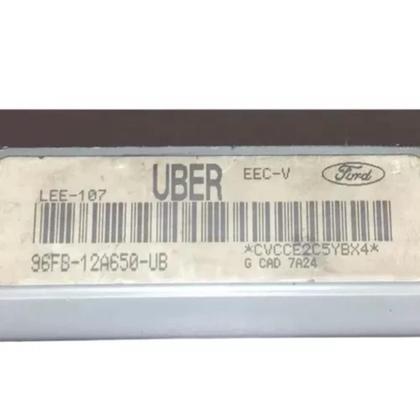 LEE-107 UBER EEC-V Ford
*CVCCE2C5YBX4*
96FB-12A650-UB G CAD 7A24